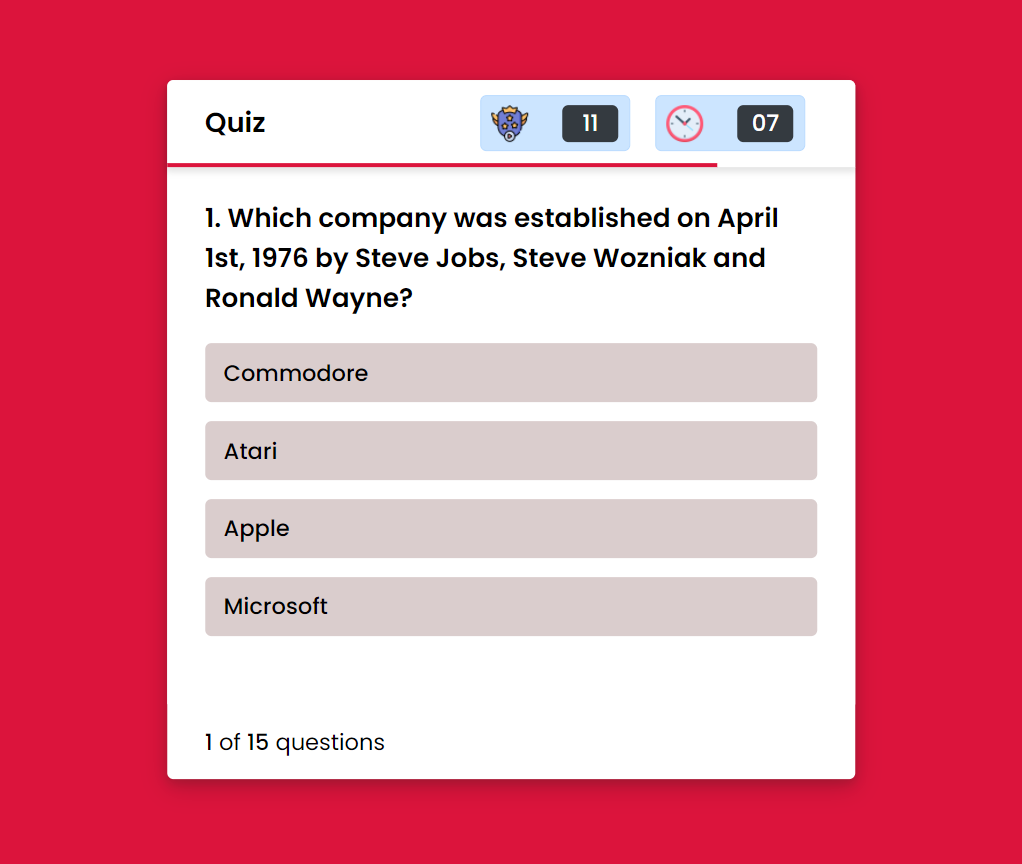 Quiz
11
07
1. Which company was established on April
1st, 1976 by Steve Jobs, Steve Wozniak and
Ronald Wayne?
Commodore
Atari
Apple
Microsoft
1 of 15 questions